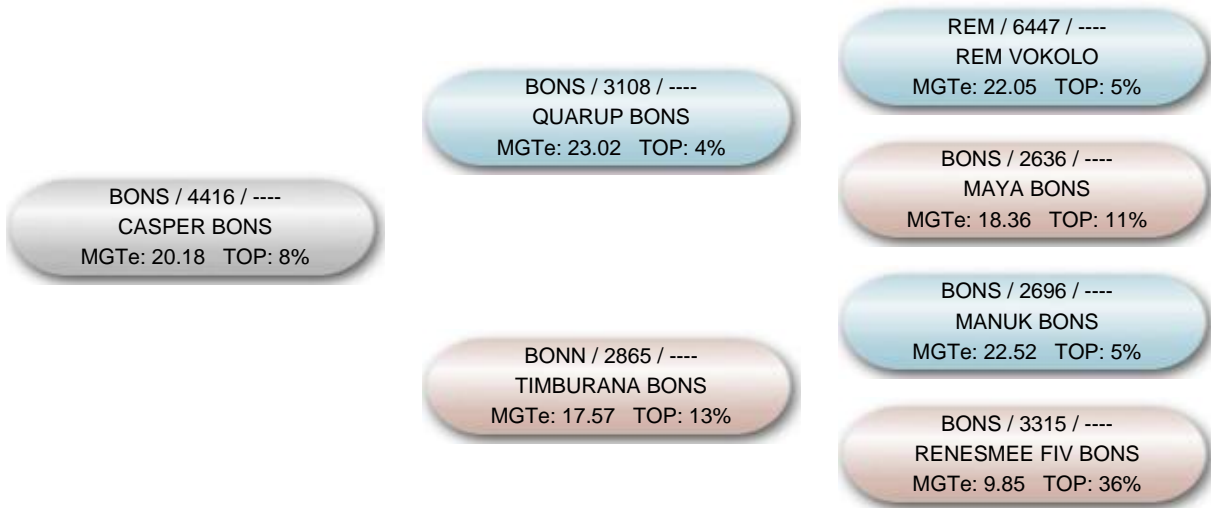 BONS / 4416 / ----
CASPER BONS
MGTe: 20.18 TOP: 8%
BONS / 3108 / ----
QUARUP BONS
MGTe: 23.02 TOP: 4%
BONN / 2865 / ----
TIMBURANA BONS
MGTe: 17.57 TOP: 13%
REM / 6447 / ----
REM VOKOLO
MGTe: 22.05 TOP: 5%
BONS / 2636 / ----
MAYA BONS
MGTe: 18.36 TOP: 11%
BONS / 2696 / ----
MANUK BONS
MGTe: 22.52 TOP: 5%
BONS / 3315 / ----
RENESMEE FIV BONS
MGTe: 9.85 TOP: 36%